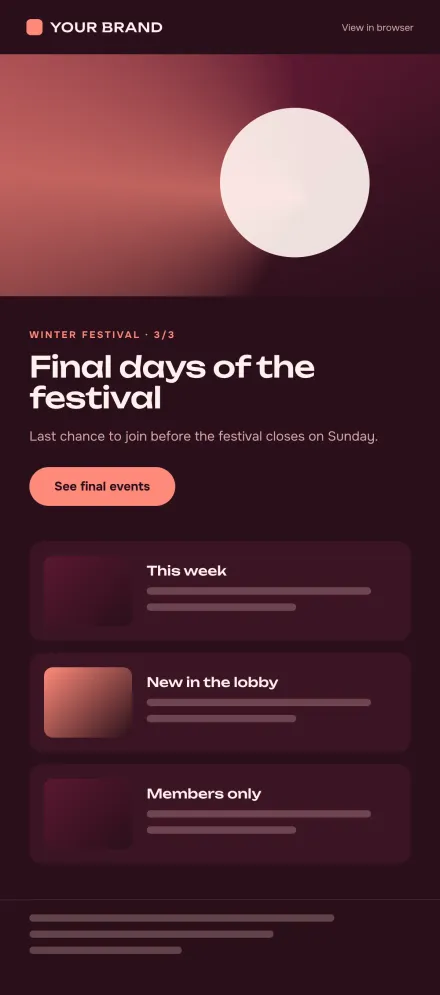 YOUR BRAND
View in browser
WINTER FESTIVAL · 3/3
Final days of the
festival
Last chance to join before the festival closes on Sunday.
See final events
This week
New in the lobby
Members only